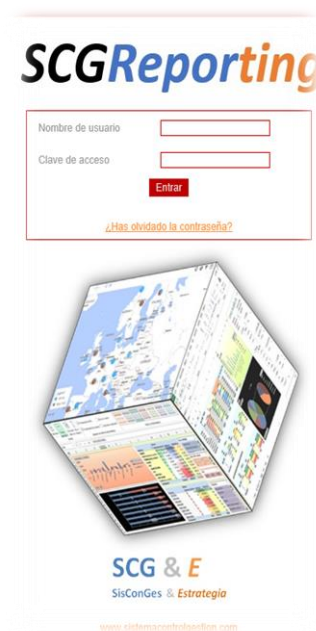 SCGReporting
Nombre de usuario
Clave de acceso
Entrar
¿Has olvidado la contraseña?
SCG & E
SisConGes & Estrategia
www.sistemacontrolgestion.com